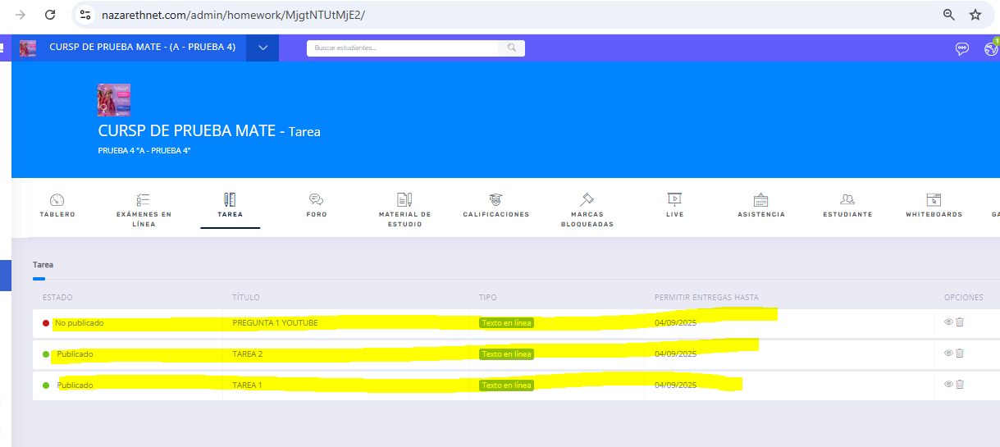 nazarethnet.com/admin/homework/MjgtNTUtMjE2/
CURSP DE PRUEBA MATE - (A - PRUEBA 4)
Buscar estudiantes...
1
CURSP DE PRUEBA MATE - Tarea
PRUEBA 4 "A - PRUEBA 4"
TABLERO
EXÁMENES EN
LÍNEA
TAREA
FORO
MATERIAL DE
ESTUDIO
CALIFICACIONES
MARCAS
BLOQUEADAS
LIVE
ASISTENCIA
ESTUDIANTE
WHITEBOARDS
GA
Tarea
ESTADO TÍTULO TIPO PERMITIR ENTREGAS HASTA OPCIONES
No publicado PREGUNTA 1 YOUTUBE Texto en línea 04/09/2025
Publicado TAREA 2 Texto en línea 04/09/2025
Publicado TAREA 1 Texto en línea 04/09/2025